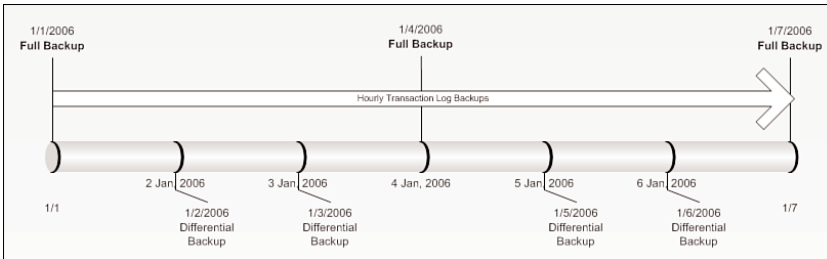 1/1/2006
Full Backup
1/4/2006
Full Backup
1/7/2006
Full Backup
Hourly Transaction Log Backups
2 Jan, 2006
3 Jan, 2006
4 Jan, 2006
5 Jan, 2006
6 Jan, 2006
1/1
1/2/2006
Differential
Backup
1/3/2006
Differential
Backup
1/5/2006
Differential
Backup
1/6/2006
Differential
Backup
1/7